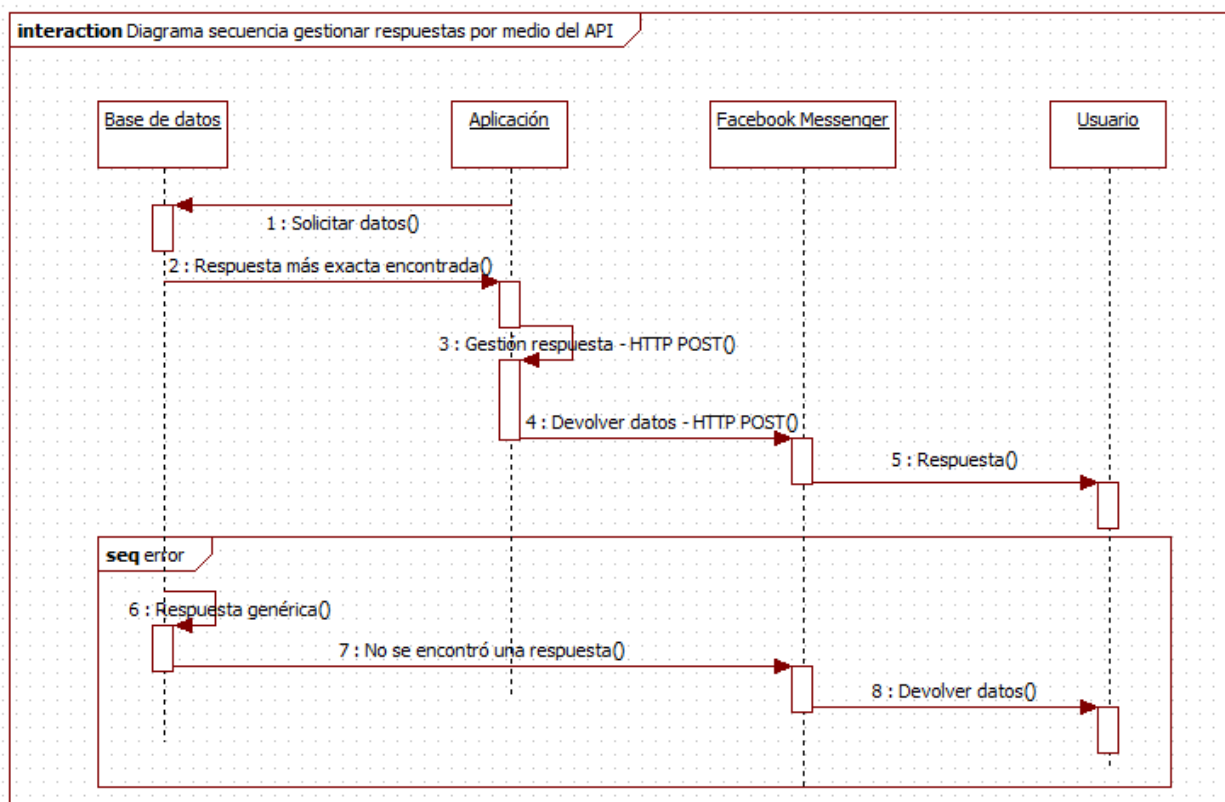 interaction Diagrama secuencia gestionar respuestas por medio del API
Base de datos
Aplicación
Facebook Messenger
Usuario
1 : Solicitar datos()
2 : Respuesta más exacta encontrada()
3 : Gestión respuesta - HTTP POST()
4 : Devolver datos - HTTP POST()
5 : Respuesta()
seq error
6 : Respuesta genérica()
7 : No se encontró una respuesta()
8 : Devolver datos()